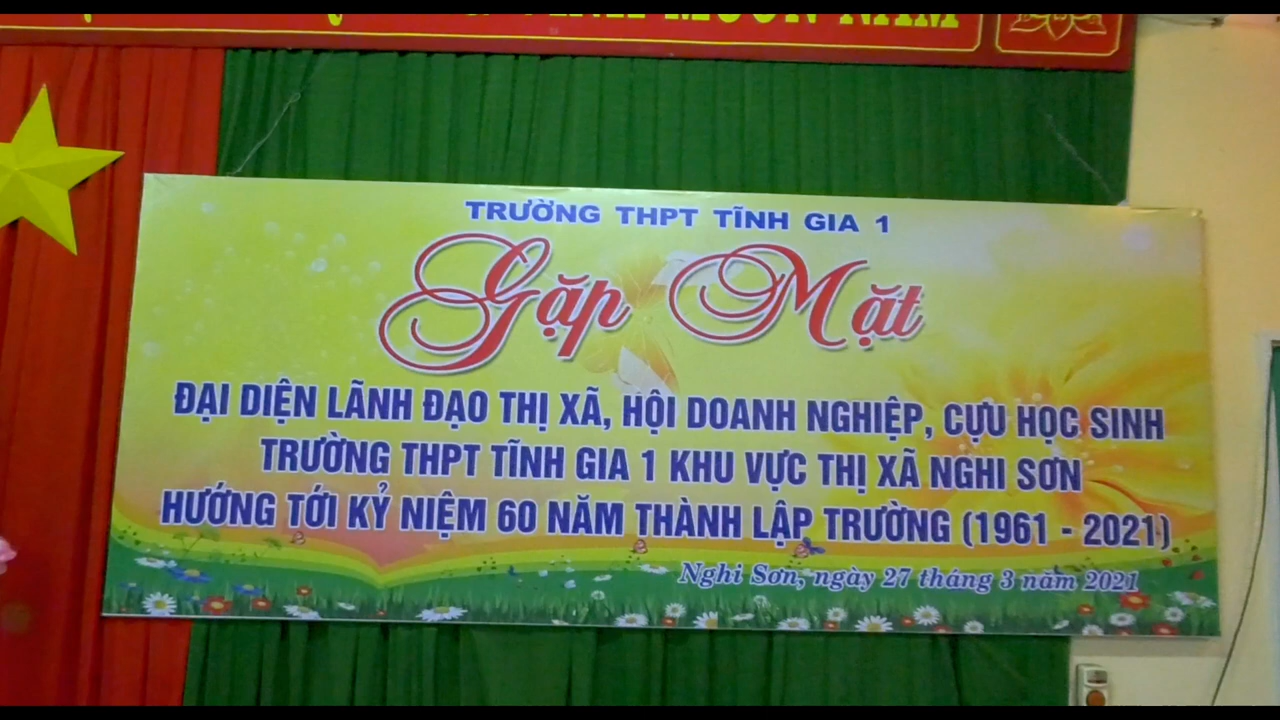 MUÔN NĂM
TRƯỜNG THPT TĨNH GIA 1
Gặp Mặt
ĐẠI DIỆN LÃNH ĐẠO THỊ XÃ, HỘI DOANH NGHIỆP, CỰU HỌC SINH
TRƯỜNG THPT TĨNH GIA 1 KHU VỰC THỊ XÃ NGHI SƠN
HƯỚNG TỚI KỶ NIỆM 60 NĂM THÀNH LẬP TRƯỜNG (1961 - 2021)
Nghi Sơn, ngày 27 tháng 3 năm 2021